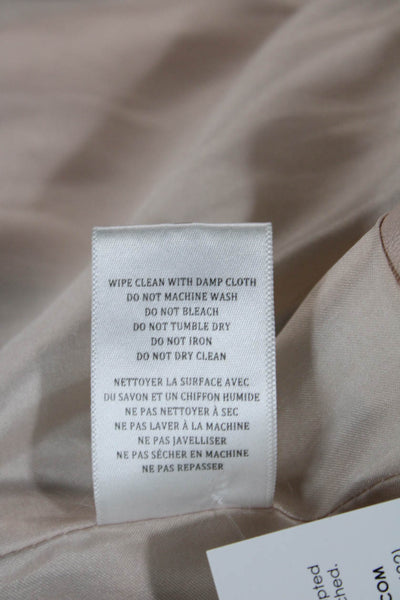 WIPE CLEAN WITH DAMP CLOTH
DO NOT MACHINE WASH
DO NOT BLEACH
DO NOT TUMBLE DRY
DO NOT IRON
DO NOT DRY CLEAN
NETTOYER LA SURFACE AVEC
DU SAVON ET UN CHIFFON HUMIDE
NE PAS NETTOYER À SEC
NE PAS LAVER À LA MACHINE
NE PAS JAVELLISER
NE PAS SÉCHER EN MACHINE
NE PAS REPASSER